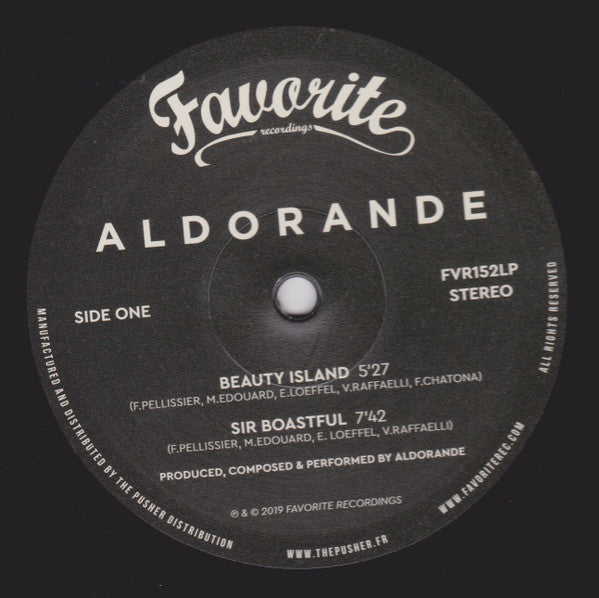 Favorite
recordings
ALDORANDE
SIDE ONE
FVR152LP
STEREO
BEAUTY ISLAND 5'27
(F.PELLISSIER, M.EDOUARD, E.LOEFFEL, V.RAFFAELLI, F.CHATONA)
SIR BOASTFUL 7'42
(F.PELLISSIER, M.EDOUARD, E. LOEFFEL, V.RAFFAELLI)
PRODUCED, COMPOSED & PERFORMED BY ALDORANDE
℗ & © 2019 FAVORITE RECORDINGS
MANUFACTURED AND DISTRIBUTED BY THE PUSHER DISTRIBUTION
WWW.THEPUSHER.FR
WWW.FAVORITEREC.COM
ALL RIGHTS RESERVED